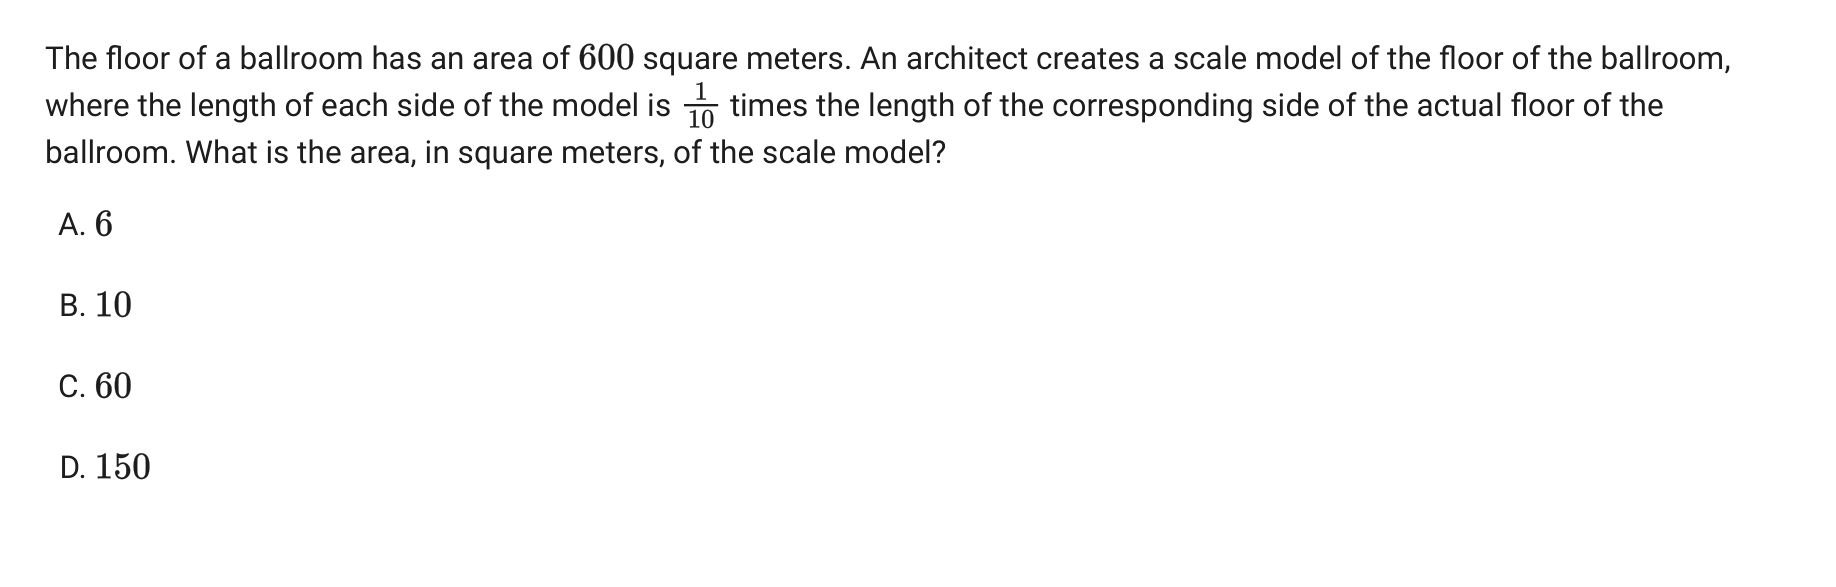 The floor of a ballroom has an area of 600 square meters. An architect creates a scale model of the floor of the ballroom,
where the length of each side of the model is 1/10 times the length of the corresponding side of the actual floor of the
ballroom. What is the area, in square meters, of the scale model?
A. 6
B. 10
C. 60
D. 150